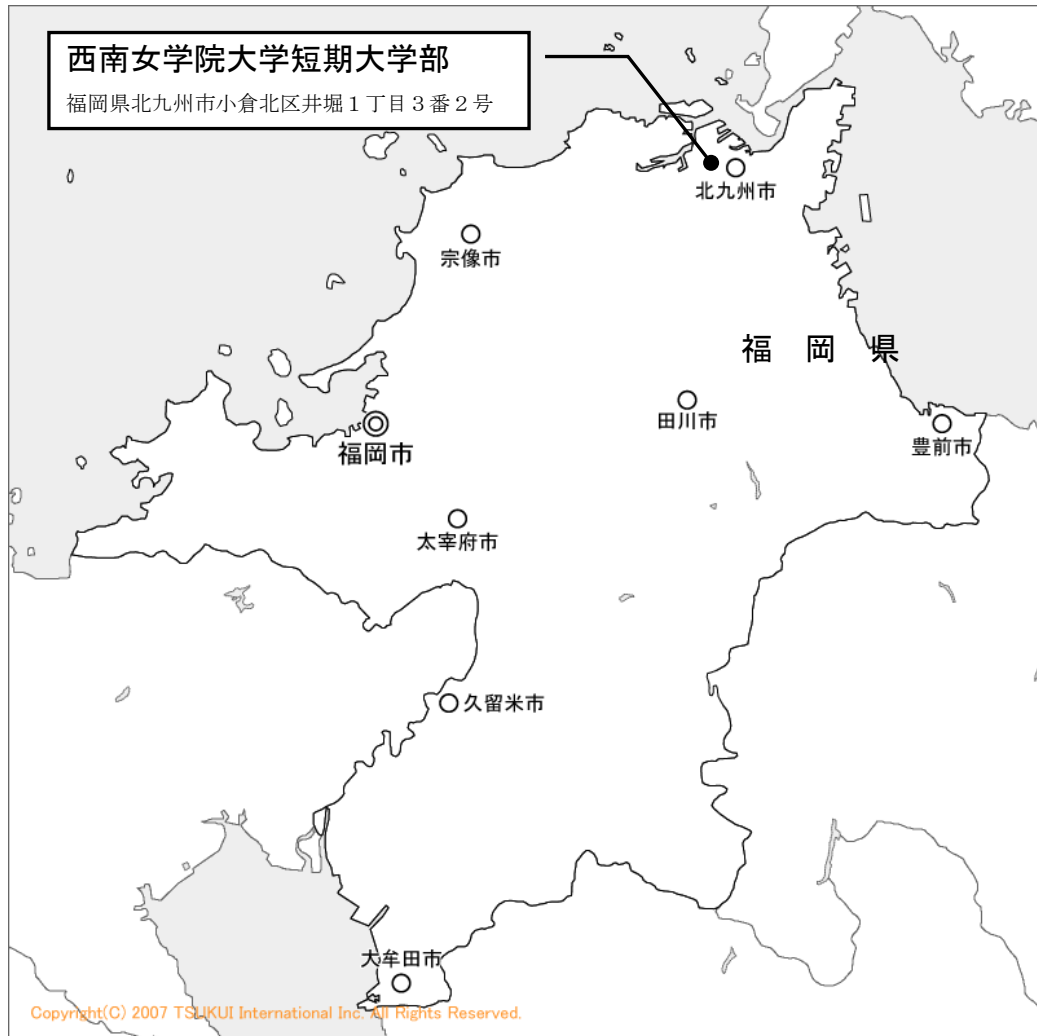 西南女学院大学短期大学部
福岡県北九州市小倉北区井堀１丁目３番２号
北九州市
宗像市
福　岡　県
田川市
豊前市
福岡市
太宰府市
久留米市
大牟田市
Copyright(C) 2007 TSUKUI International Inc. All Rights Reserved.